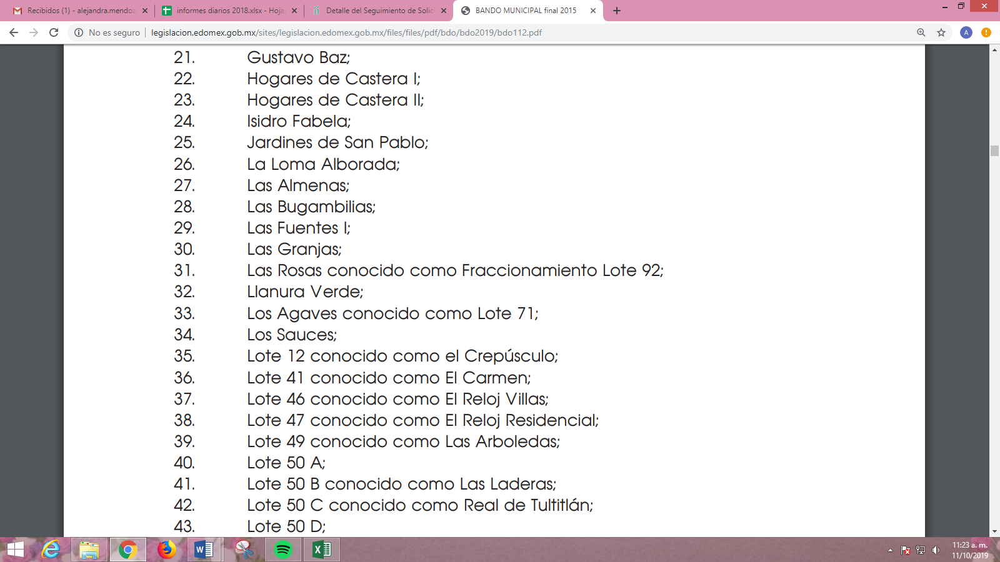 Recibidos (1) - alejandra.mendoz
informes diarios 2018.xlsx - Hoja
Detalle del Seguimiento de Solic
BANDO MUNICIPAL final 2015
No es seguro
legislacion.edomex.gob.mx/sites/legislacion.edomex.gob.mx/files/files/pdf/bdo/bdo2019/bdo112.pdf
A
21. Gustavo Baz;
22. Hogares de Castera I;
23. Hogares de Castera II;
24. Isidro Fabela;
25. Jardines de San Pablo;
26. La Loma Alborada;
27. Las Almenas;
28. Las Bugambilias;
29. Las Fuentes I;
30. Las Granjas;
31. Las Rosas conocido como Fraccionamiento Lote 92;
32. Llanura Verde;
33. Los Agaves conocido como Lote 71;
34. Los Sauces;
35. Lote 12 conocido como el Crepúsculo;
36. Lote 41 conocido como El Carmen;
37. Lote 46 conocido como El Reloj Villas;
38. Lote 47 conocido como El Reloj Residencial;
39. Lote 49 conocido como Las Arboledas;
40. Lote 50 A;
41. Lote 50 B conocido como Las Laderas;
42. Lote 50 C conocido como Real de Tultitlán;
43. Lote 50 D;
11:23 a. m.
11/10/2019